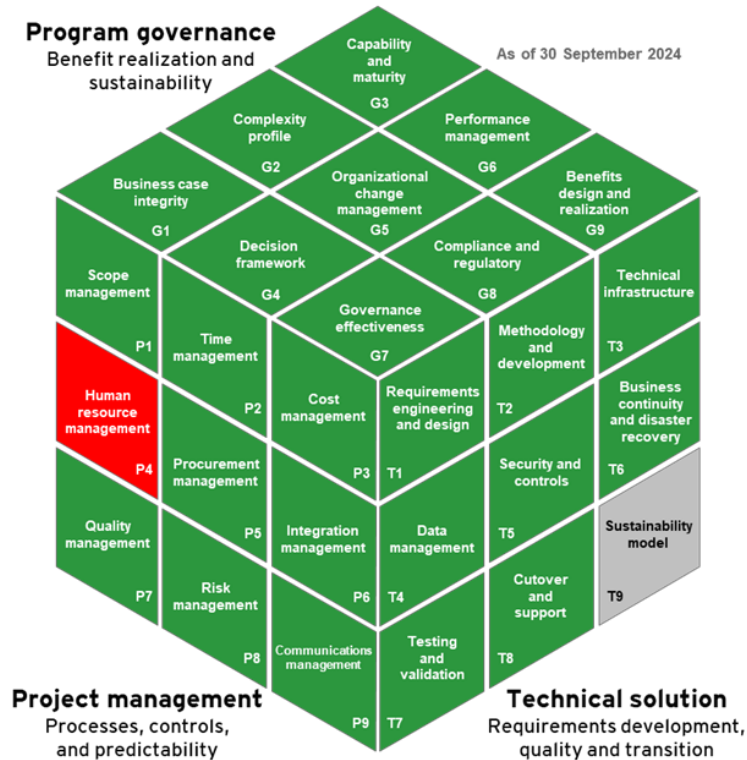 Program governance
Benefit realization and
sustainability
As of 30 September 2024
Capability
and
maturity
G3
Complexity
profile
G2
Performance
management
G6
Business case
integrity
G1
Organizational
change
management
G5
Benefits
design and
realization
G9
Decision
framework
G4
Compliance and
regulatory
G8
Governance
effectiveness
G7
Scope
management
P1
Time
management
P2
Cost
management
P3
Human
resource
management
P4
Procurement
management
P5
Integration
management
P6
Quality
management
P7
Risk
management
P8
Communications
management
P9
Requirements
engineering
and design
T1
Methodology
and
development
T2
Technical
infrastructure
T3
Data
management
T4
Security and
controls
T5
Business
continuity
and disaster
recovery
T6
Testing
and
validation
T7
Cutover
and
support
T8
Sustainability
model
T9
Project management
Processes, controls,
and predictability
Technical solution
Requirements development,
quality and transition